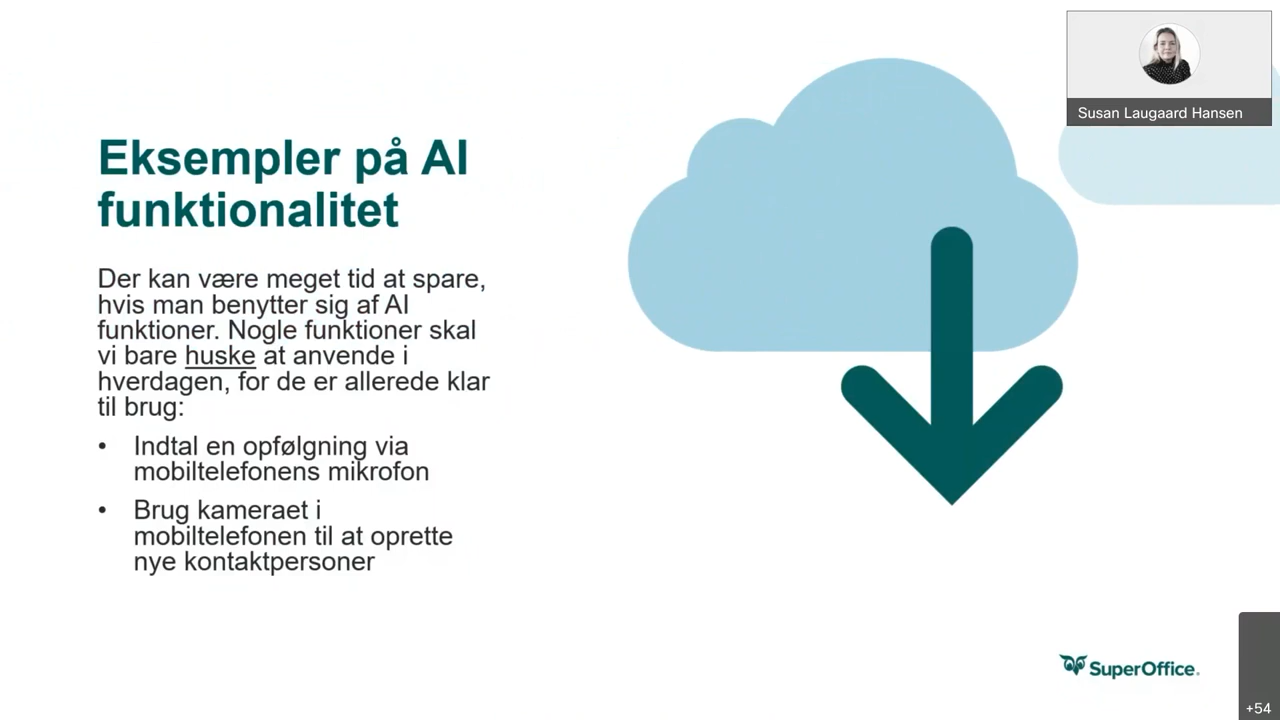 Susan Laugaard Hansen
Eksempler på AI
funktionalitet
Der kan være meget tid at spare,
hvis man benytter sig af AI
funktioner. Nogle funktioner skal
vi bare huske at anvende i
hverdagen, for de er allerede klar
til brug:
• Indtal en opfølgning via
mobiltelefonens mikrofon
• Brug kameraet i
mobiltelefonen til at oprette
nye kontaktpersoner
SuperOffice.
+54